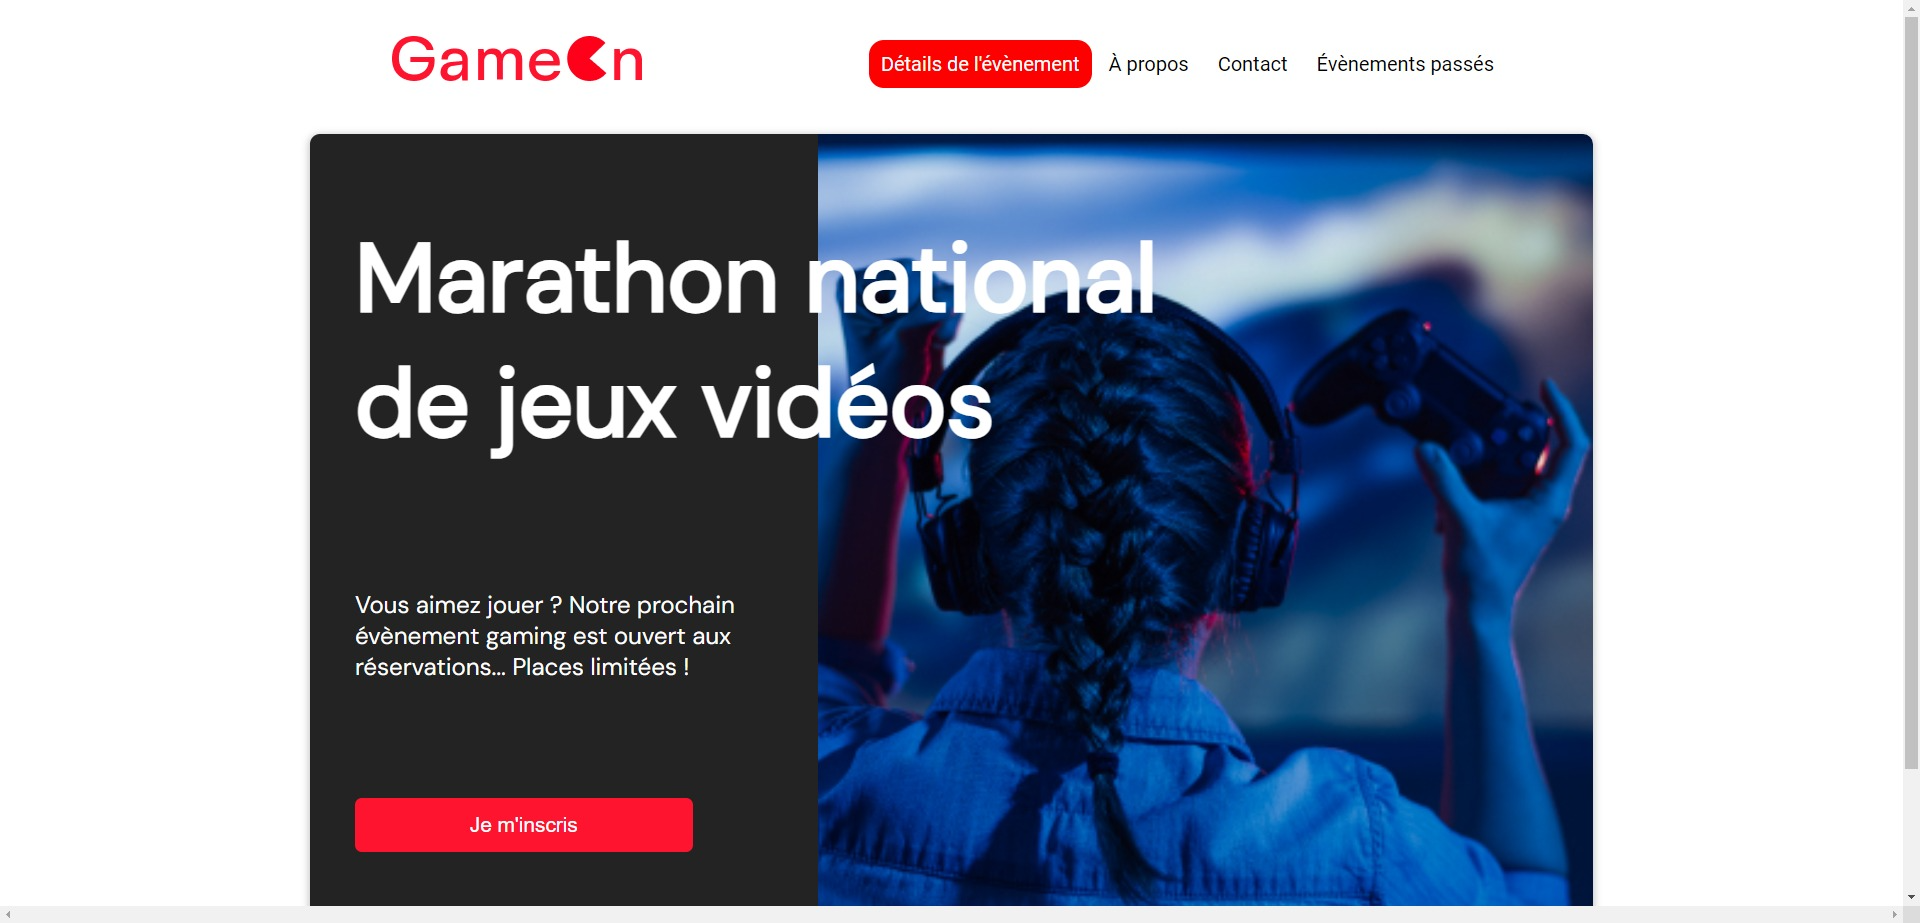 GameOn
Détails de l'évènement
À propos
Contact
Évènements passés
Marathon national
de jeux vidéos
Vous aimez jouer ? Notre prochain
évènement gaming est ouvert aux
réservations... Places limitées !
Je m'inscris